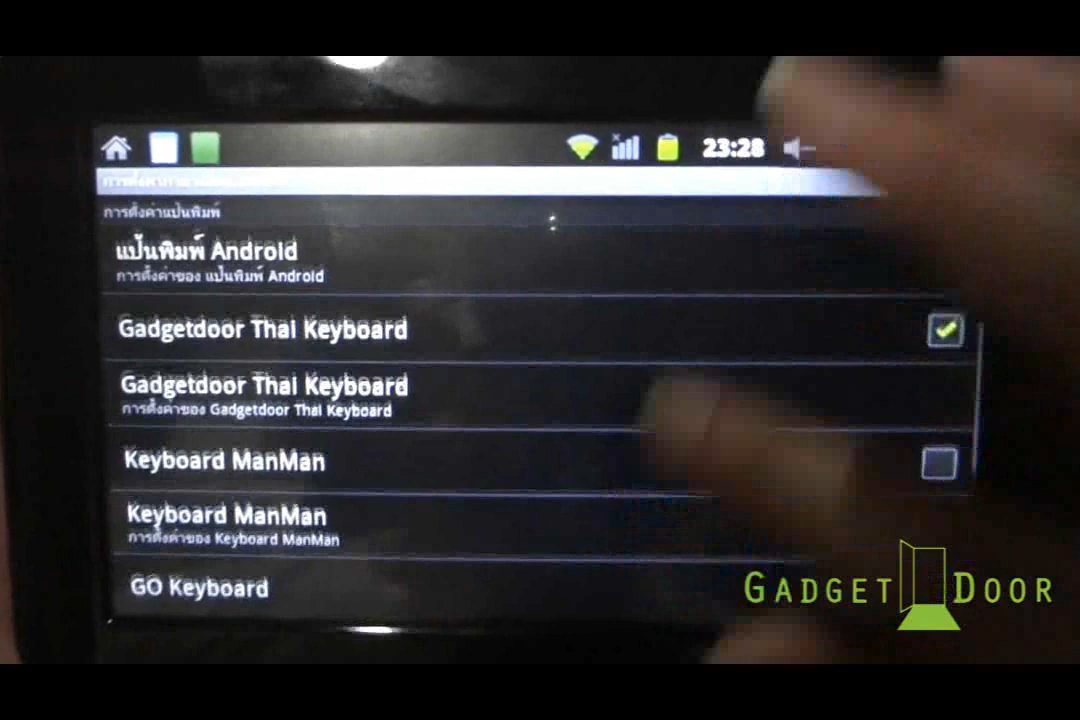 23:28
การตั้งค่าแป้นพิมพ์
แป้นพิมพ์ Android
การตั้งค่าของ แป้นพิมพ์ Android
Gadgetdoor Thai Keyboard
Gadgetdoor Thai Keyboard
การตั้งค่าของ Gadgetdoor Thai Keyboard
Keyboard ManMan
Keyboard ManMan
การตั้งค่าของ Keyboard ManMan
GO Keyboard
GADGET DOOR